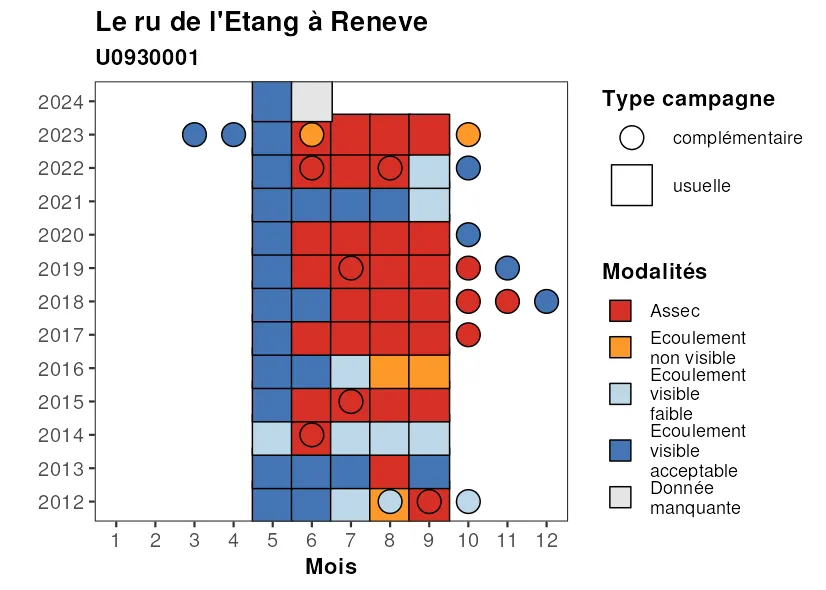 Le ru de l'Etang à Reneve
U0930001
2024
2023
2022
2021
2020
2019
2018
2017
2016
2015
2014
2013
2012
1 2 3 4 5 6 7 8 9 10 11 12
Mois
Type campagne
complémentaire
usuelle
Modalités
Assec
Ecoulement
non visible
Ecoulement
visible
faible
Ecoulement
visible
acceptable
Donnée
manquante